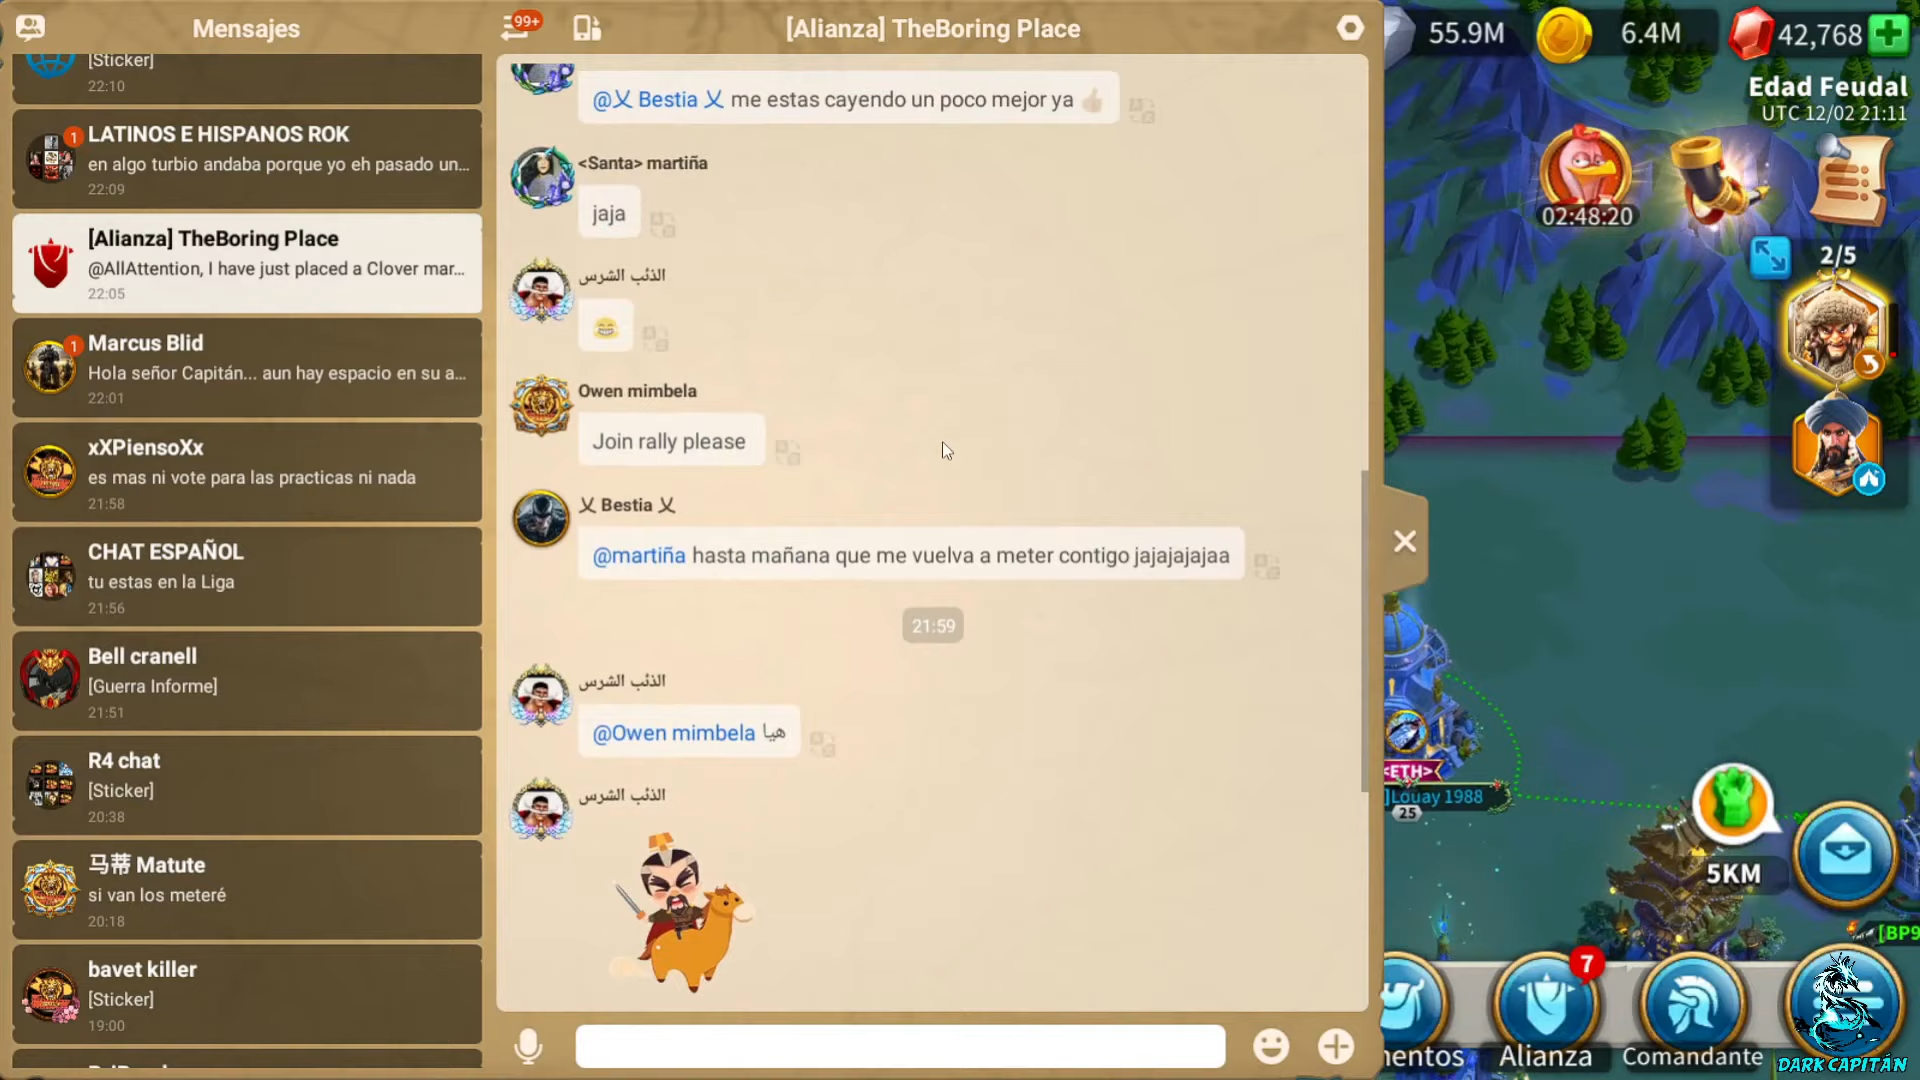 Mensajes
[Sticker]
22:10
1
LATINOS E HISPANOS ROK
en algo turbio andaba porque yo eh pasado un...
22:09
[Alianza] TheBoring Place
@AllAttention, I have just placed a Clover mar...
22:05
1
Marcus Blid
Hola señor Capitán... aun hay espacio en su a...
22:01
xXPiensoXx
es mas ni vote para las practicas ni nada
21:58
CHAT ESPAÑOL
tu estas en la Liga
21:56
Bell cranell
[Guerra Informe]
21:51
R4 chat
[Sticker]
20:38
马蒂 Matute
si van los meteré
20:18
bavet killer
[Sticker]
19:00
99+
[Alianza] TheBoring Place
@乂 Bestia 乂 me estas cayendo un poco mejor ya 👍
<Santa> martiña
jaja
الذئب الشرس
😂
Owen mimbela
Join rally please
乂 Bestia 乂
@martiña hasta mañana que me vuelva a meter contigo jajajajajaa
21:59
الذئب الشرس
@Owen mimbela هيا
الذئب الشرس
55.9M
6.4M
42,768
Edad Feudal
UTC 12/02 21:11
02:48:20
2/5
<ETH>
]Louay 1988
25
5KM
[BP9
7
mentos
Alianza
Comandante
DARK CAPITÁN